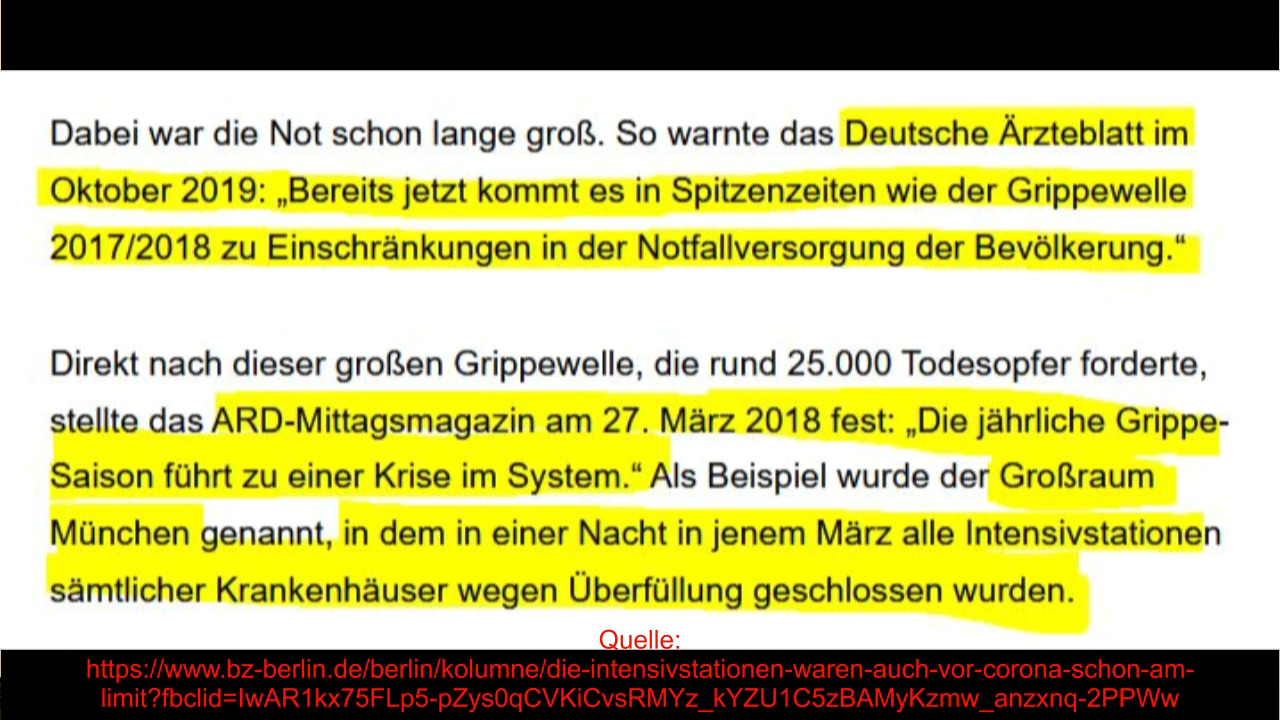 Dabei war die Not schon lange groß. So warnte das Deutsche Ärzteblatt im
Oktober 2019: „Bereits jetzt kommt es in Spitzenzeiten wie der Grippewelle
2017/2018 zu Einschränkungen in der Notfallversorgung der Bevölkerung.“
Direkt nach dieser großen Grippewelle, die rund 25.000 Todesopfer forderte,
stellte das ARD-Mittagsmagazin am 27. März 2018 fest: „Die jährliche Grippe-
Saison führt zu einer Krise im System.“ Als Beispiel wurde der Großraum
München genannt, in dem in einer Nacht in jenem März alle Intensivstationen
sämtlicher Krankenhäuser wegen Überfüllung geschlossen wurden.
Quelle:
https://www.bz-berlin.de/berlin/kolumne/die-intensivstationen-waren-auch-vor-corona-schon-am-
limit?fbclid=IwAR1kx75FLp5-pZys0qCVKiCvsRMYz_kYZU1C5zBAMyKzmw_anzxnq-2PPWw